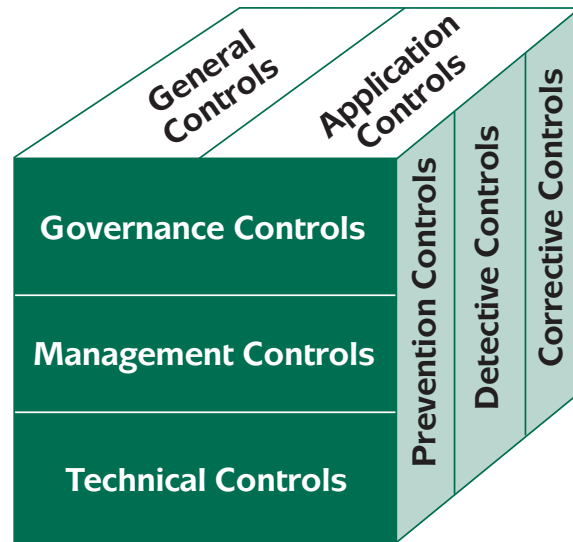 General
Controls
Application
Controls
Governance Controls
Management Controls
Technical Controls
Prevention Controls
Detective Controls
Corrective Controls